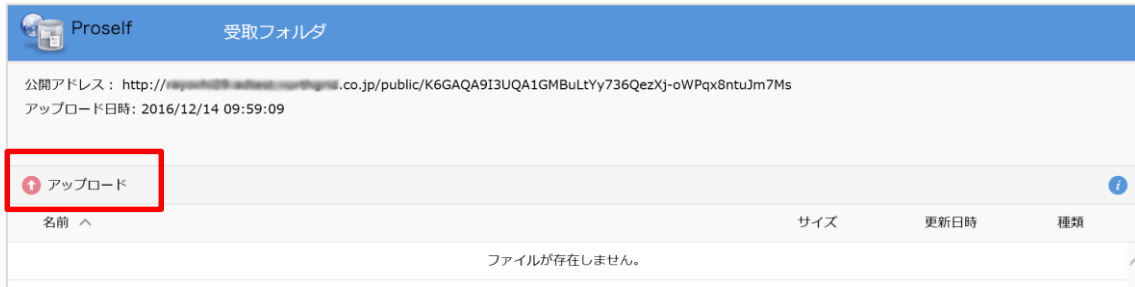 Proself 受取フォルダ
公開アドレス : http:// .co.jp/public/K6GAQA9I3UQA1GMBuLtYy736QezXj-oWPqx8ntuJm7Ms
アップロード日時: 2016/12/14 09:59:09
アップロード
名前 サイズ 更新日時 種類
ファイルが存在しません。